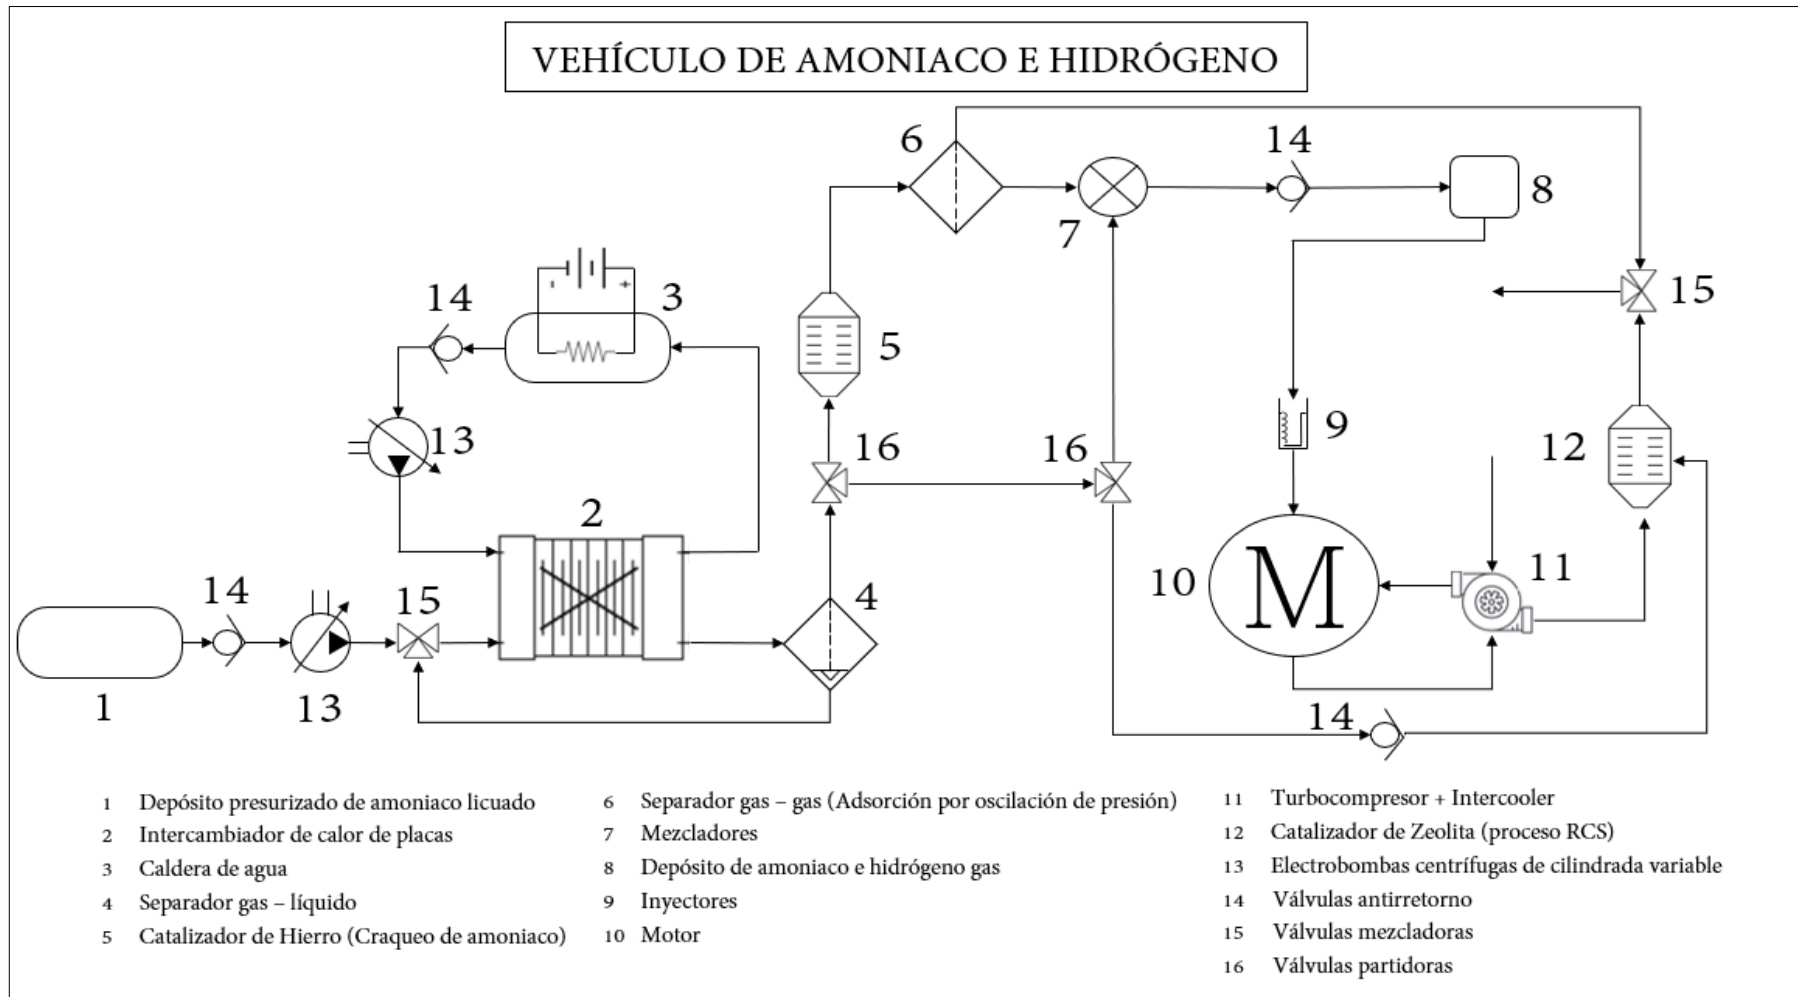 VEHÍCULO DE AMONIACO E HIDRÓGENO
6
14
7
8
14
3
15
5
13
16
16
9
12
2
14
15
4
10
M
11
1
13
14
- +
1 Depósito presurizado de amoniaco licuado
2 Intercambiador de calor de placas
3 Caldera de agua
4 Separador gas – líquido
5 Catalizador de Hierro (Craqueo de amoniaco)
6 Separador gas – gas (Adsorción por oscilación de presión)
7 Mezcladores
8 Depósito de amoniaco e hidrógeno gas
9 Inyectores
10 Motor
11 Turbocompresor + Intercooler
12 Catalizador de Zeolita (proceso RCS)
13 Electrobombas centrífugas de cilindrada variable
14 Válvulas antirretorno
15 Válvulas mezcladoras
16 Válvulas partidoras